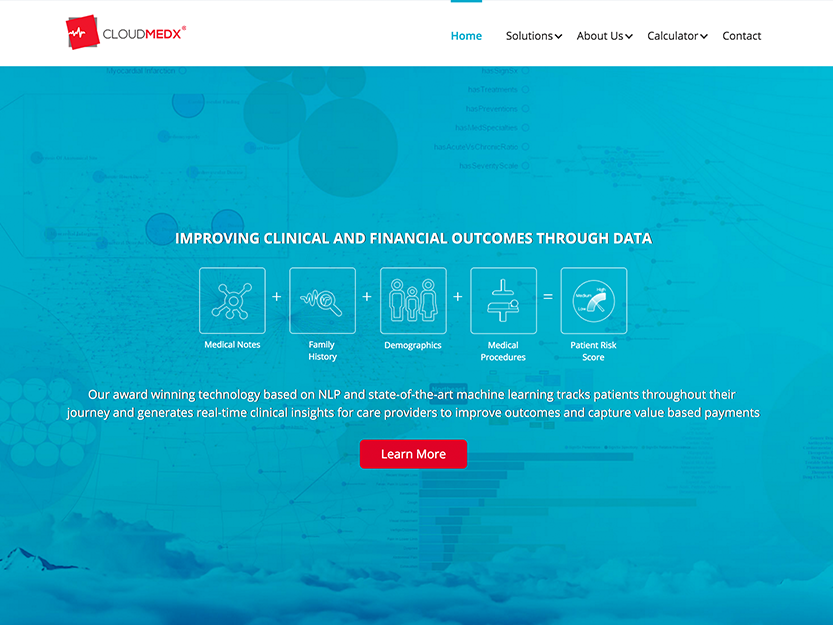 CLOUDMEDX®
Home Solutions About Us Calculator Contact
Myocardial Infarction
hasTreatments
hasPreventions
hasMedSpecialties
hasAcuteVsChronicRatio
hasSeverityScale
IMPROVING CLINICAL AND FINANCIAL OUTCOMES THROUGH DATA
+ + + =
Medium High
Low
Medical Notes
Family
History
Demographics
Medical
Procedures
Patient Risk
Score
Our award winning technology based on NLP and state-of-the-art machine learning tracks patients throughout their
journey and generates real-time clinical insights for care providers to improve outcomes and capture value based payments
Learn More